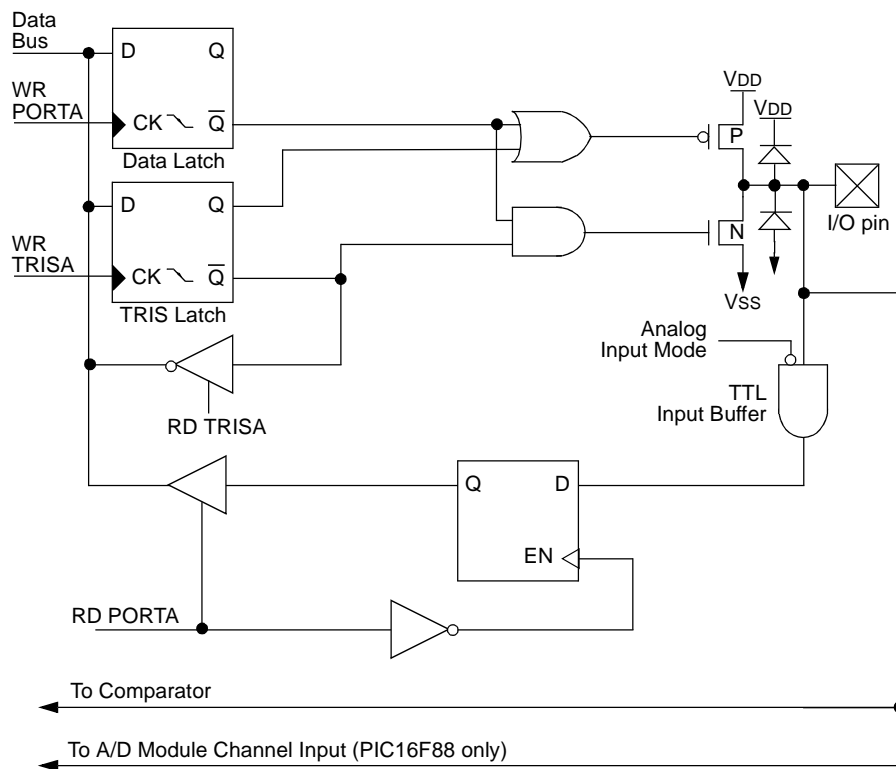 Data
Bus
D
Q
VDD
WR
PORTA
VDD
CK
Q
P
Data Latch
D
Q
I/O pin
N
WR
TRISA
CK
Q
VSS
TRIS Latch
Analog
Input Mode
TTL
Input Buffer
RD TRISA
Q
D
EN
RD PORTA
To Comparator
To A/D Module Channel Input (PIC16F88 only)